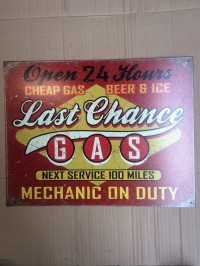 Open 24 Hours
CHEAP GAS BEER & ICE
Last Chance
GAS
NEXT SERVICE 100 MILES
MECHANIC ON DUTY